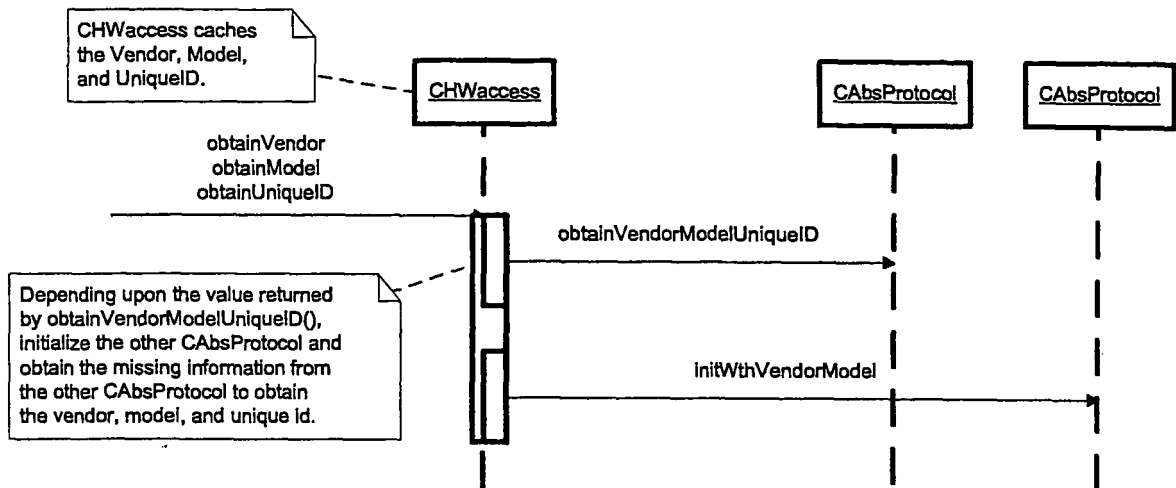 CHWaccess caches
the Vendor, Model,
and UniqueID.
CHWaccess
CAbsProtocol
CAbsProtocol
obtainVendor
obtainModel
obtainUniqueID
obtainVendorModelUniqueID
Depending upon the value returned
by obtainVendorModelUniqueID(),
initialize the other CAbsProtocol and
obtain the missing information from
the other CAbsProtocol to obtain
the vendor, model, and unique id.
initWthVendorModel